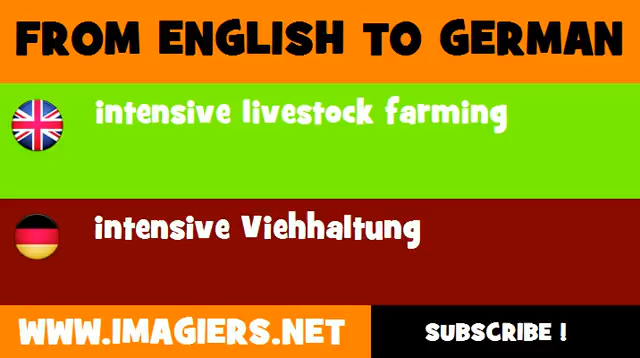 FROM ENGLISH TO GERMAN
intensive livestock farming
intensive Viehhaltung
WWW.IMAGIERS.NET
SUBSCRIBE !